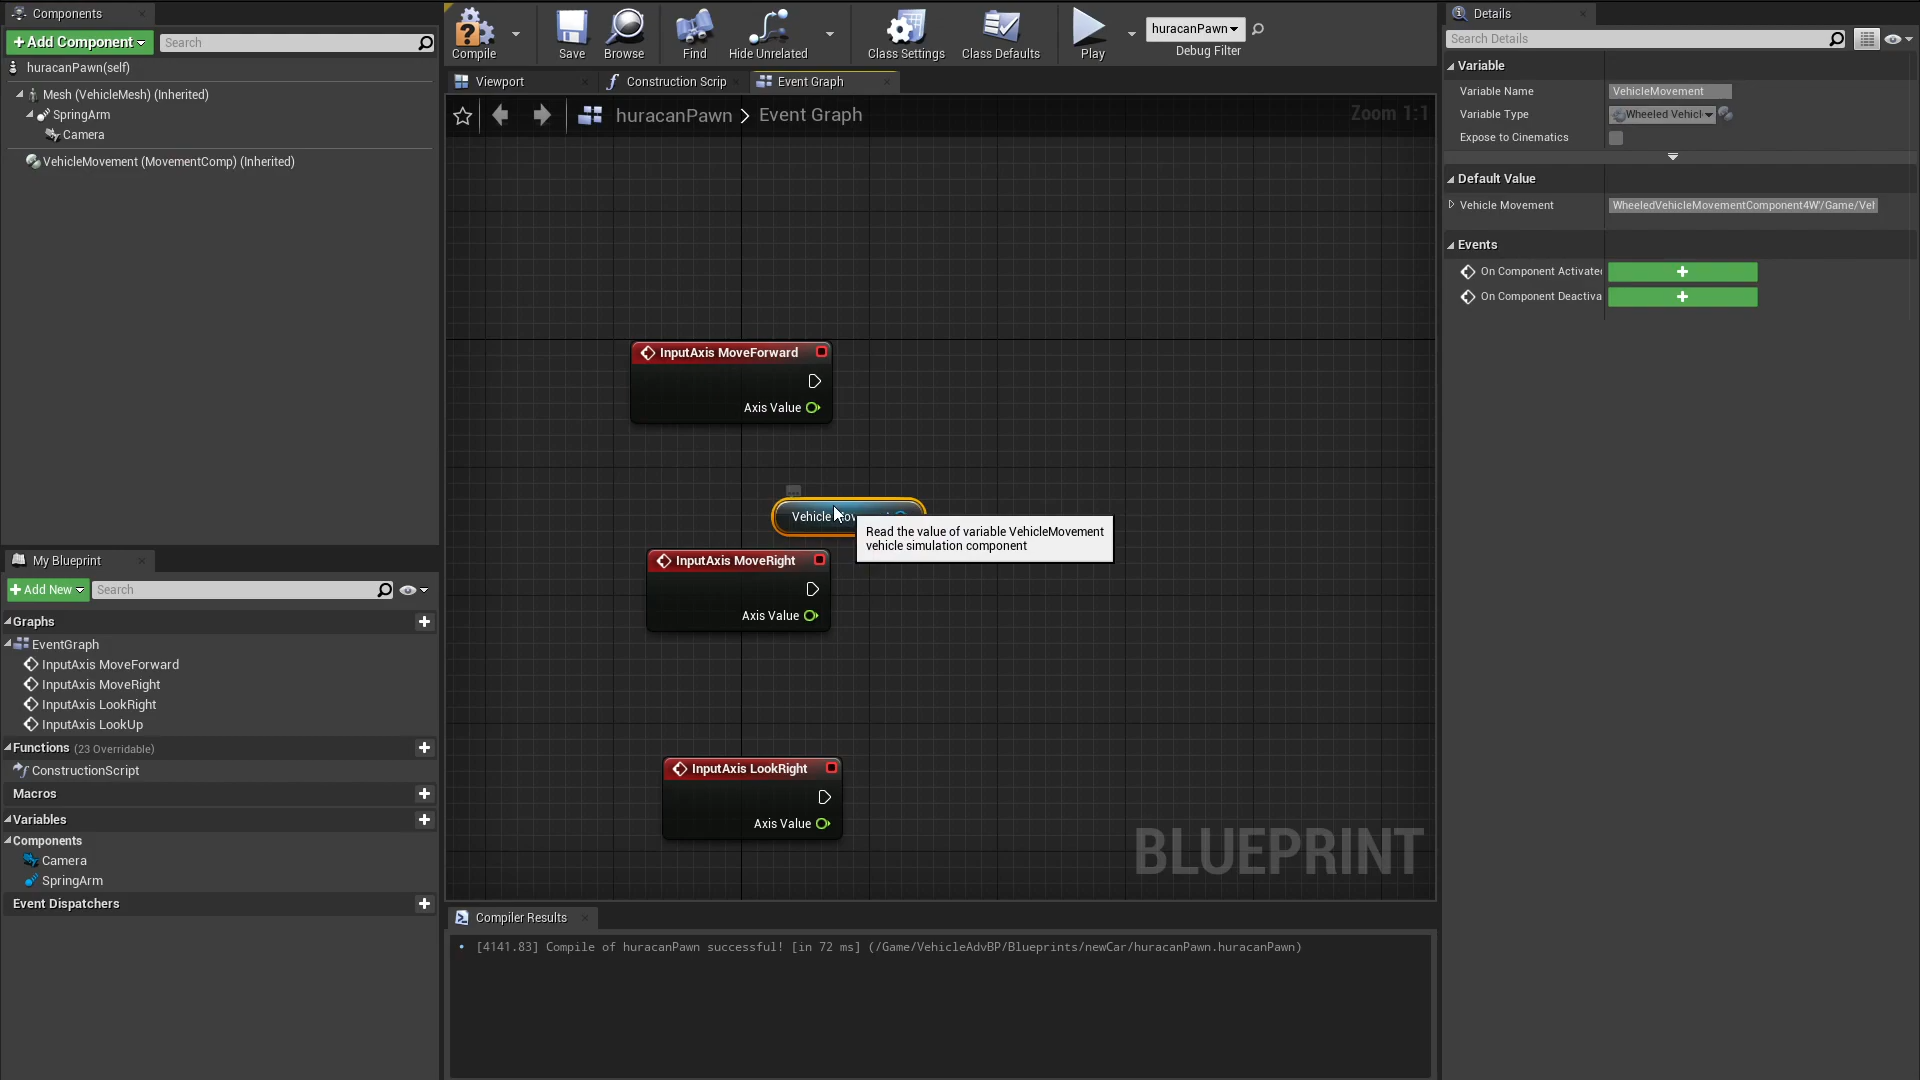 Components
+ Add Component
Search
huracanPawn(self)
Mesh (VehicleMesh) (Inherited)
SpringArm
Camera
VehicleMovement (MovementComp) (Inherited)
My Blueprint
+ Add New
Search
Graphs
EventGraph
InputAxis MoveForward
InputAxis MoveRight
InputAxis LookRight
InputAxis LookUp
Functions (23 Overridable)
ConstructionScript
Macros
Variables
Components
Camera
SpringArm
Event Dispatchers
Compile
Save
Browse
Find
Hide Unrelated
Class Settings
Class Defaults
Play
huracanPawn
Debug Filter
Viewport
Construction Scrip
Event Graph
huracanPawn > Event Graph
Zoom 1:1
InputAxis MoveForward
Axis Value
Vehicle Mov
Read the value of variable VehicleMovement
vehicle simulation component
InputAxis MoveRight
Axis Value
InputAxis LookRight
Axis Value
BLUEPRINT
Compiler Results
• [4141.83] Compile of huracanPawn successful! [in 72 ms] (/Game/VehicleAdvBP/Blueprints/newCar/huracanPawn.huracanPawn)
Details
Search Details
Variable
Variable Name
VehicleMovement
Variable Type
Wheeled Vehicl
Expose to Cinematics
Default Value
Vehicle Movement
WheeledVehicleMovementComponent4W'/Game/Vel
Events
On Component Activated
On Component Deactiva